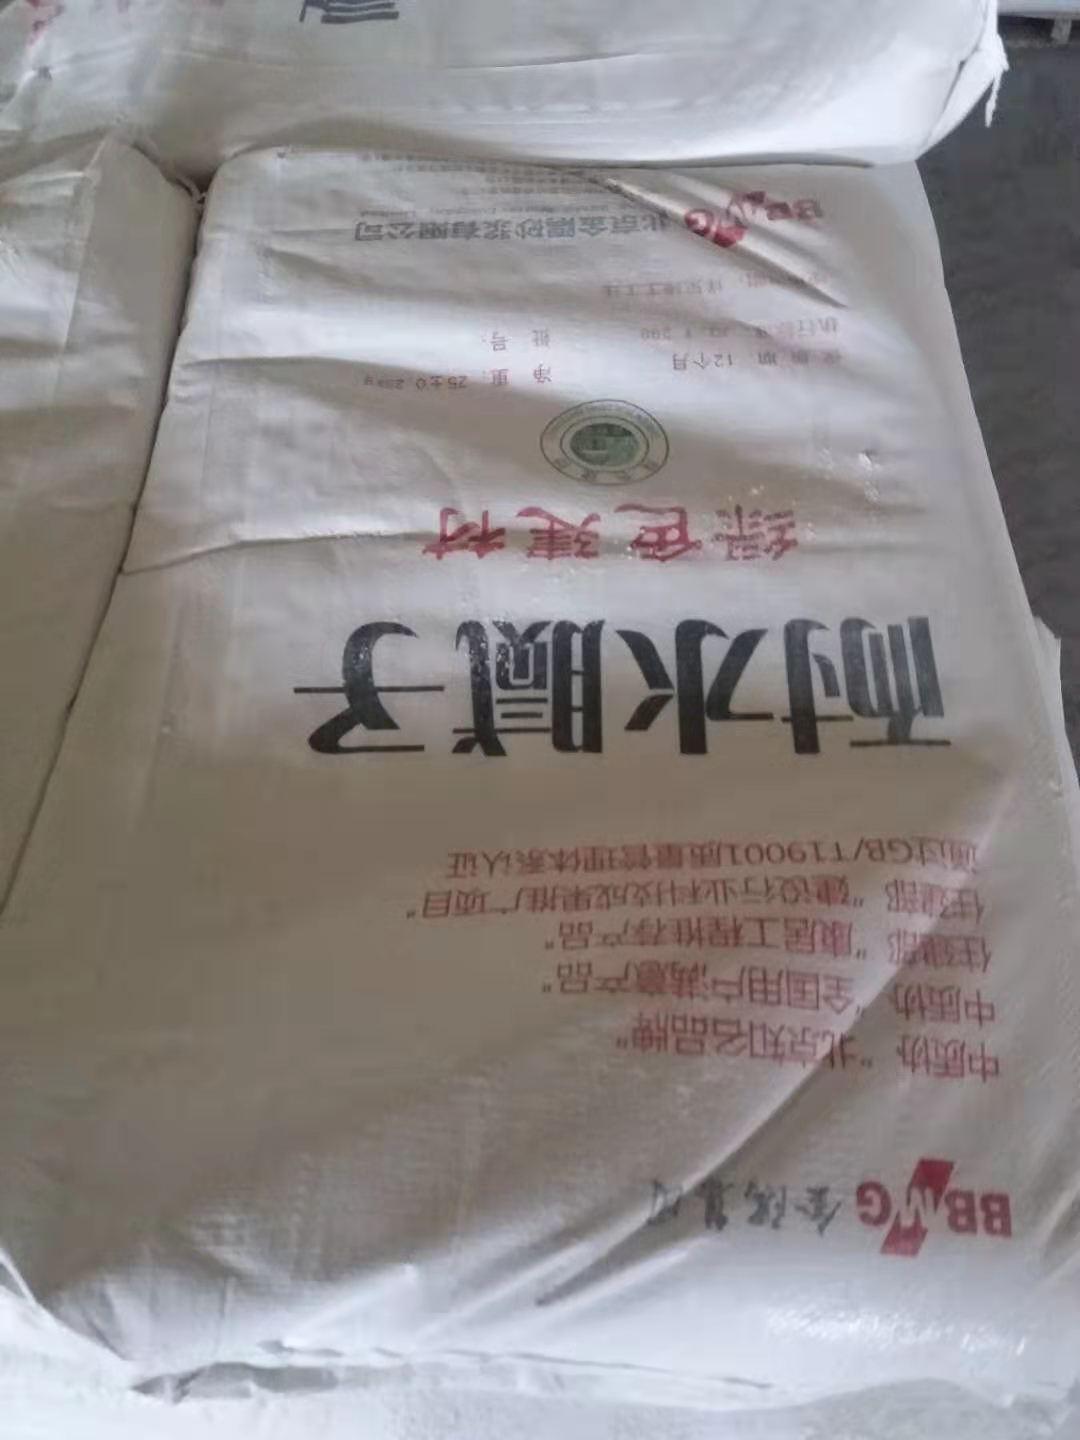 BBMG 金隅集团
中质协 "北京知名品牌"
中质协 "全国用户满意产品"
住建部 "康居工程推荐产品"
住建部 "建设行业科技成果推广项目"
通过GB/T19001质量管理体系认证
耐水腻子
绿色建材
保质期: 12个月 净 重: 25±0.25kg
执行标准: 批 号:
BBMG 北京金隅砂浆有限公司